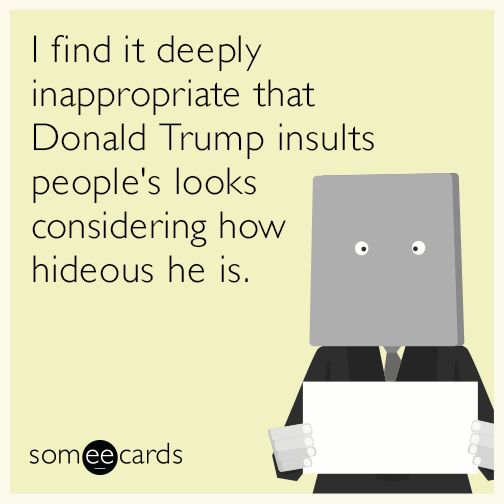 I find it deeply
inappropriate that
Donald Trump insults
people's looks
considering how
hideous he is.
someecards